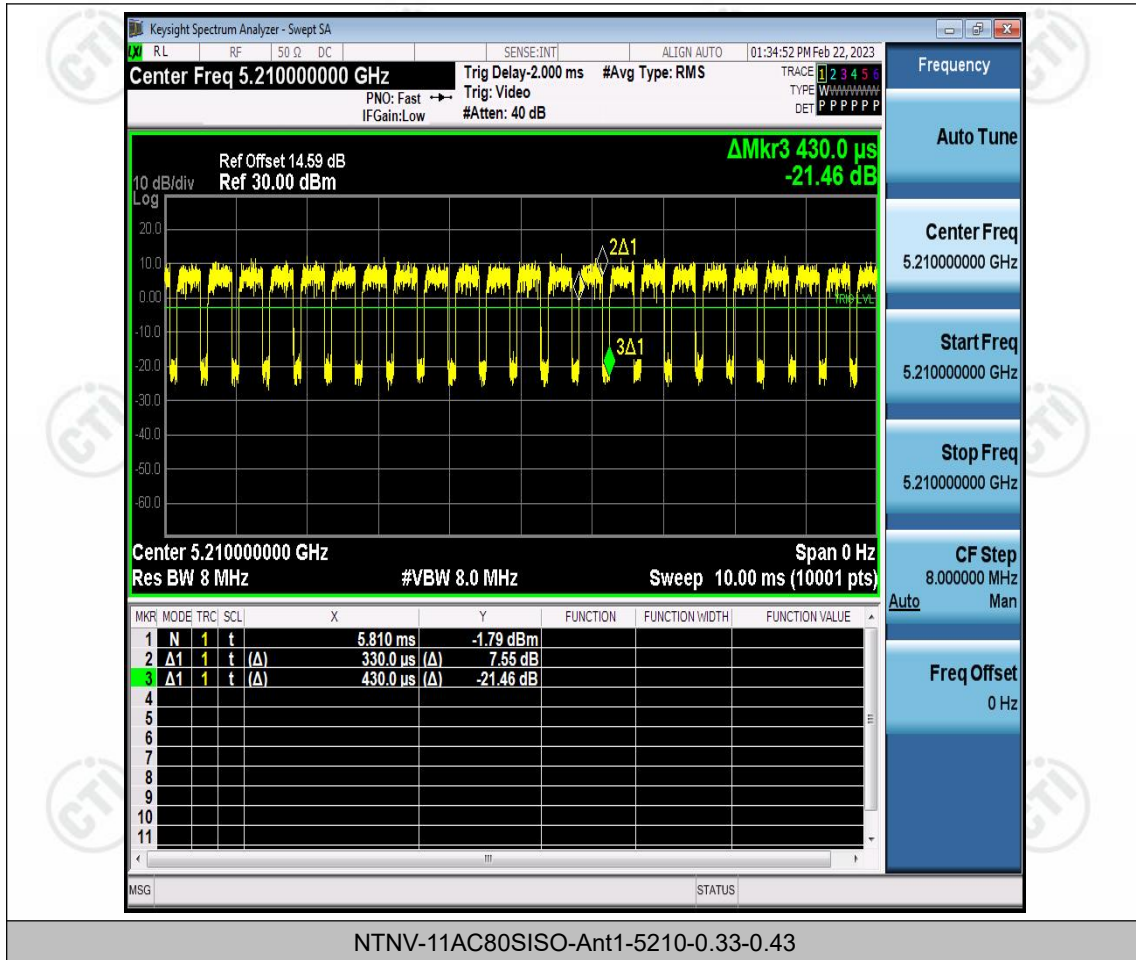 Keysight Spectrum Analyzer - Swept SA
LXI RL RF 50 Ω DC SENSE:INT ALIGN AUTO 01:34:52 PM Feb 22, 2023
Center Freq 5.210000000 GHz
PNO: Fast
IFGain:Low
Trig Delay-2.000 ms #Avg Type: RMS
Trig: Video
#Atten: 40 dB
TRACE 1 2 3 4 5 6
TYPE WWWWWW
DET P P P P P P
Frequency
Auto Tune
Center Freq
5.210000000 GHz
Start Freq
5.210000000 GHz
Stop Freq
5.210000000 GHz
CF Step
8.000000 MHz
Auto Man
Freq Offset
0 Hz
ΔMkr3 430.0 µs
-21.46 dB
Ref Offset 14.59 dB
10 dB/div Ref 30.00 dBm
Log
20.0
10.0
0.00
-10.0
-20.0
-30.0
-40.0
-50.0
-60.0
2Δ1
TRIG LVL
3Δ1
Center 5.210000000 GHz Span 0 Hz
Res BW 8 MHz #VBW 8.0 MHz Sweep 10.00 ms (10001 pts)
MKR MODE TRC SCL X Y FUNCTION FUNCTION WIDTH FUNCTION VALUE
1 N 1 t 5.810 ms -1.79 dBm
2 Δ1 1 t (Δ) 330.0 µs (Δ) 7.55 dB
3 Δ1 1 t (Δ) 430.0 µs (Δ) -21.46 dB
4
5
6
7
8
9
10
11
MSG STATUS
NTNV-11AC80SISO-Ant1-5210-0.33-0.43
CTI
CTI
CTI
CTI
CTI
CTI